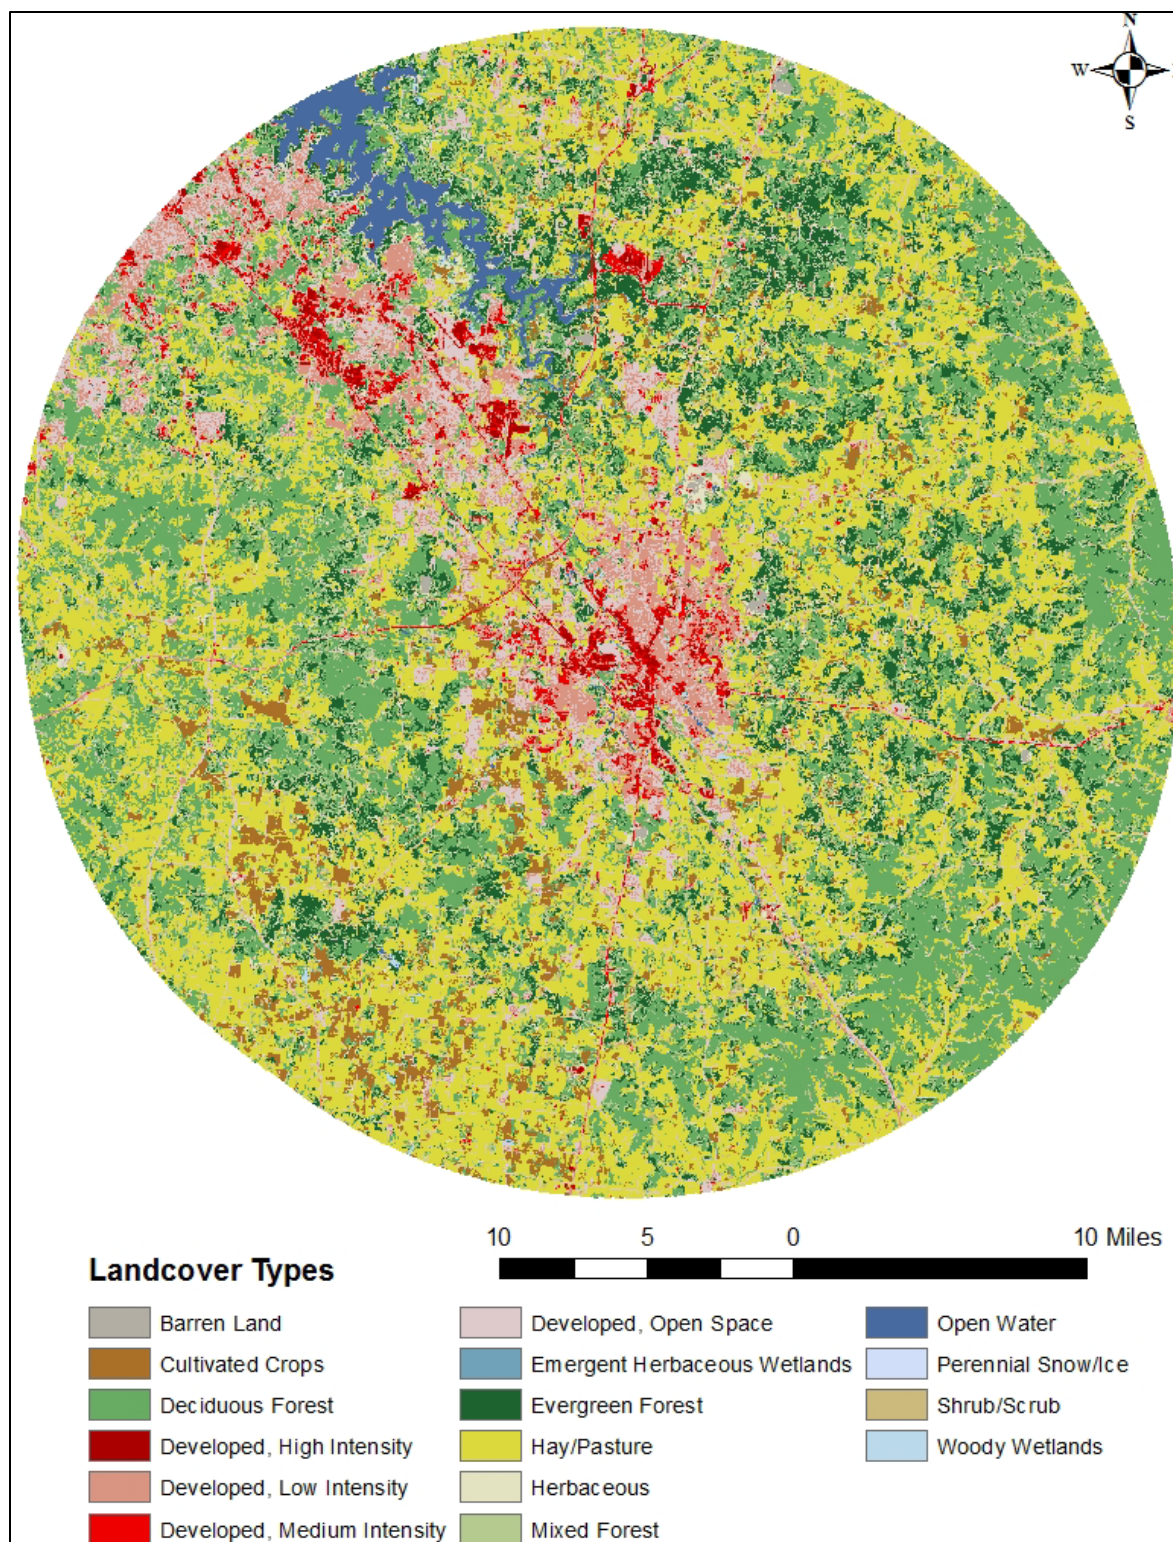 N
W
S
10 5 0 10 Miles
Landcover Types
Barren Land
Cultivated Crops
Deciduous Forest
Developed, High Intensity
Developed, Low Intensity
Developed, Medium Intensity
Developed, Open Space
Emergent Herbaceous Wetlands
Evergreen Forest
Hay/Pasture
Herbaceous
Mixed Forest
Open Water
Perennial Snow/Ice
Shrub/Scrub
Woody Wetlands